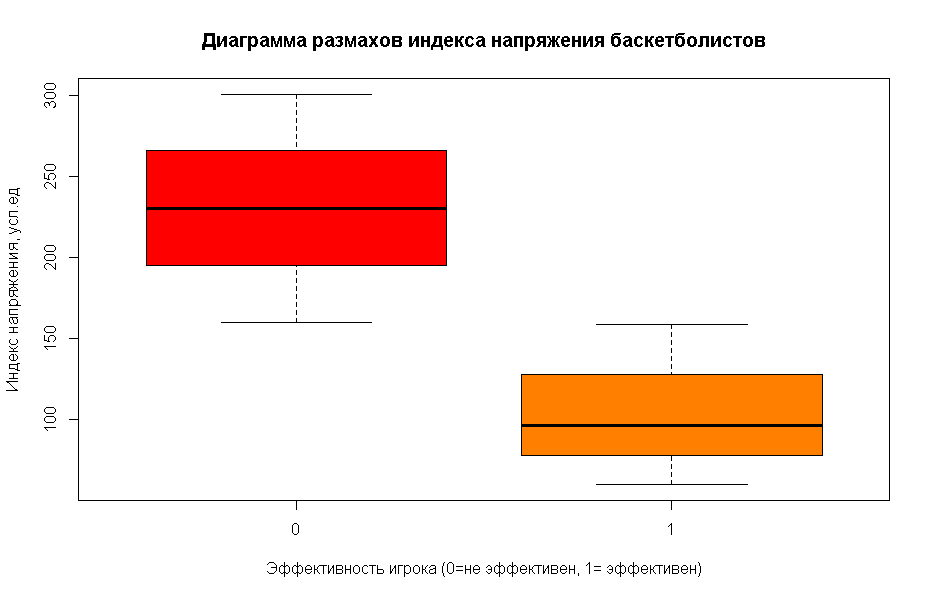 Диаграмма размахов индекса напряжения баскетболистов
Индекс напряжения, усл.ед
300
250
200
150
100
0 1
Эффективность игрока (0=не эффективен, 1= эффективен)